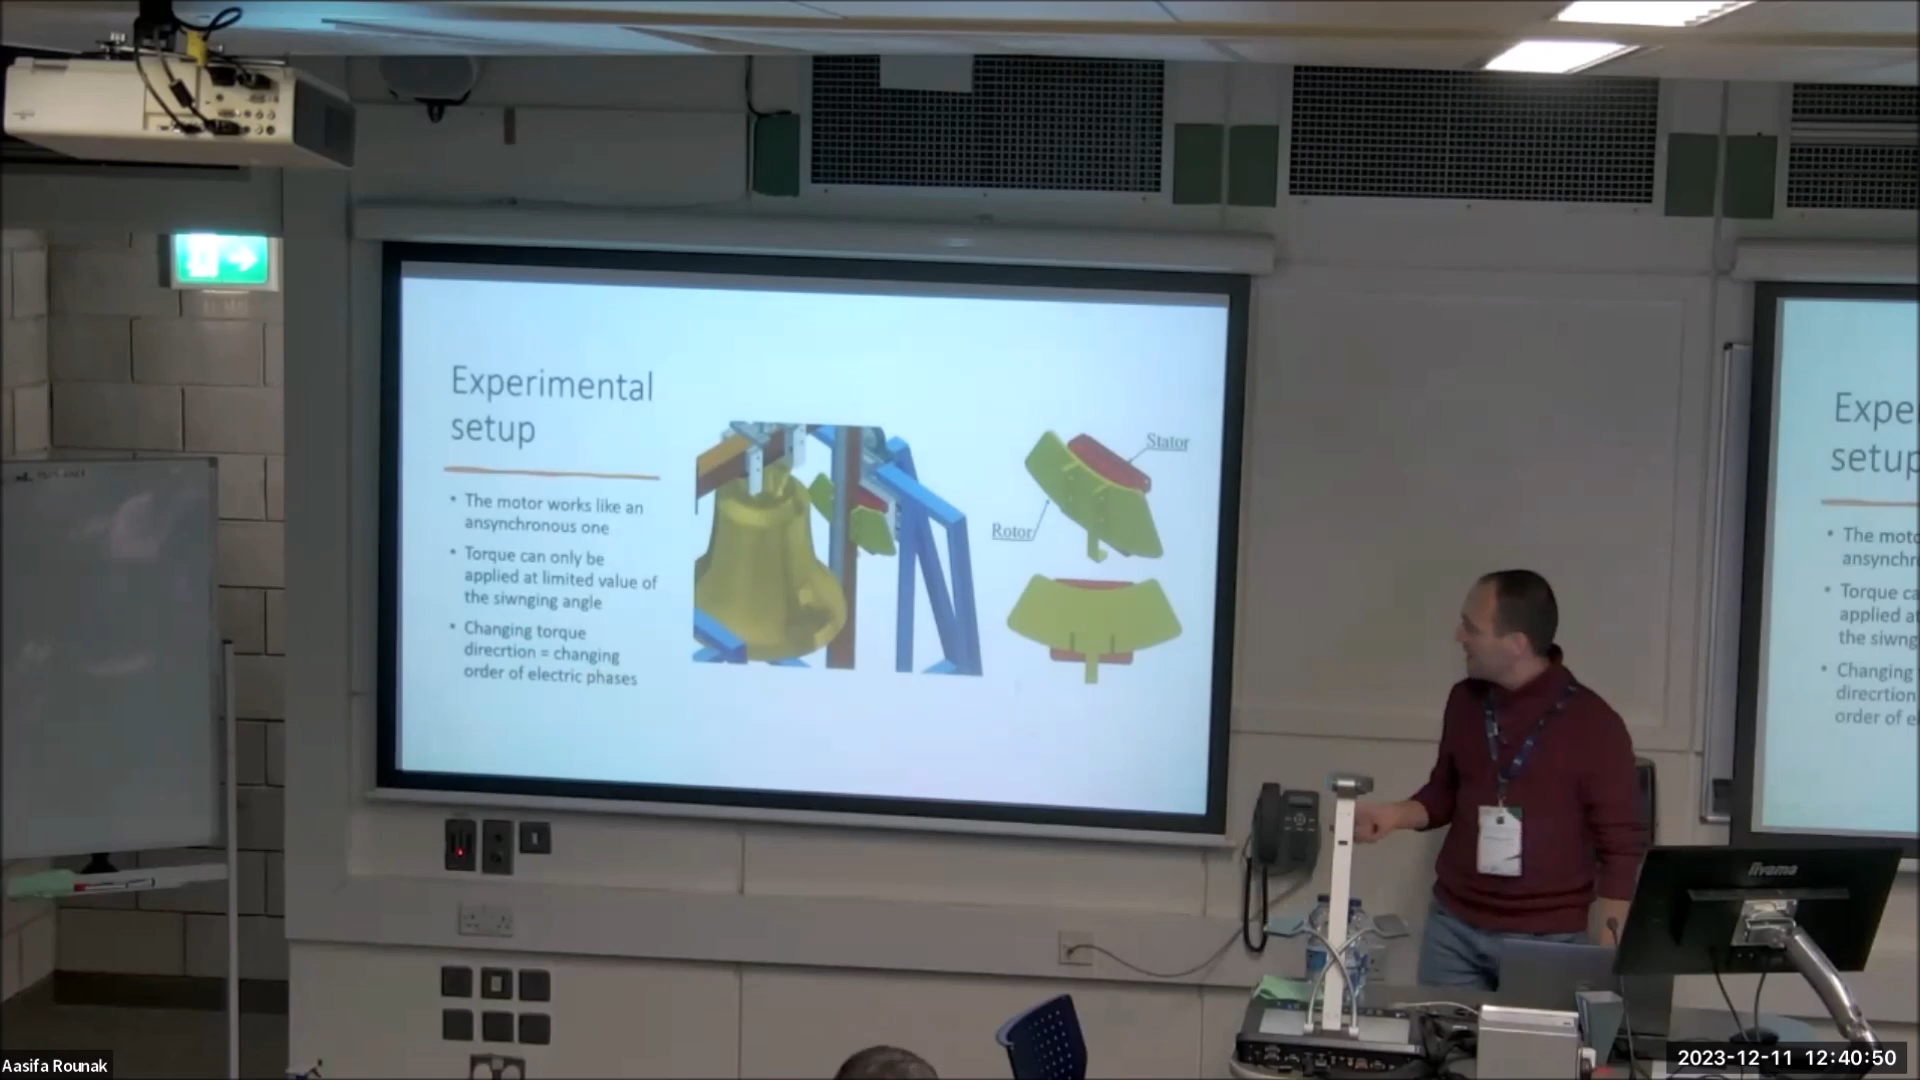 Experimental
setup
• The motor works like an
ansynchronous one
• Torque can only be
applied at limited value of
the siwnging angle
• Changing torque
direcrtion = changing
order of electric phases
Stator
Rotor
Expe
setup
• The moto
ansynchr
• Torque ca
applied at
the siwng
• Changing
direcrtion
order of e
iiyama
Aasifa Rounak
2023-12-11 12:40:50